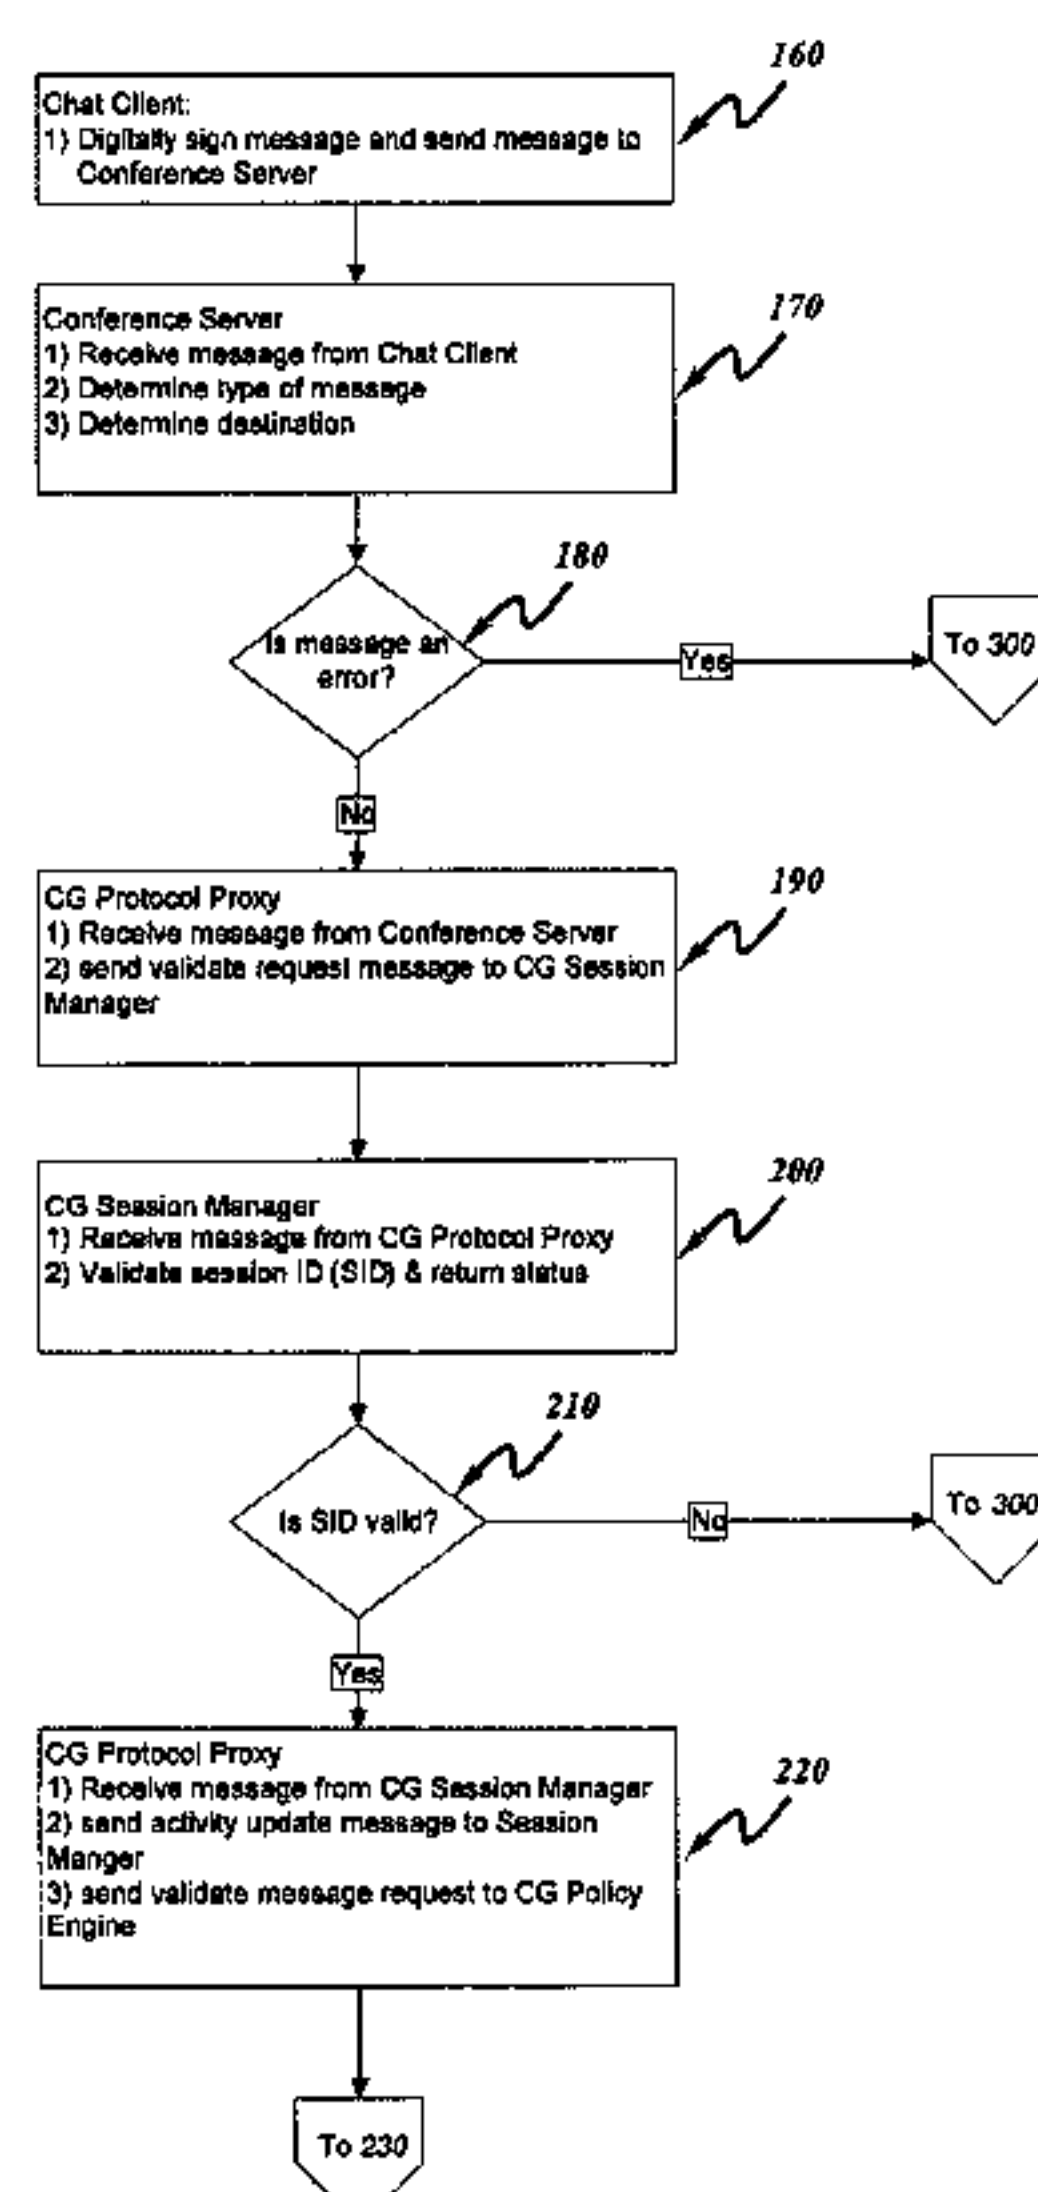 160
Chat Client:
1) Digitally sign message and send message to
Conference Server
170
Conference Server
1) Receive message from Chat Client
2) Determine type of message
3) Determine destination
180
Is message an
error?
Yes
To 300
No
190
CG Protocol Proxy
1) Receive message from Conference Server
2) send validate request message to CG Session
Manager
200
CG Session Manager
1) Receive message from CG Protocol Proxy
2) Validate session ID (SID) & return status
210
Is SID valid?
No
To 300
Yes
220
CG Protocol Proxy
1) Receive message from CG Session Manager
2) send activity update message to Session
Manger
3) send validate message request to CG Policy
Engine
To 230